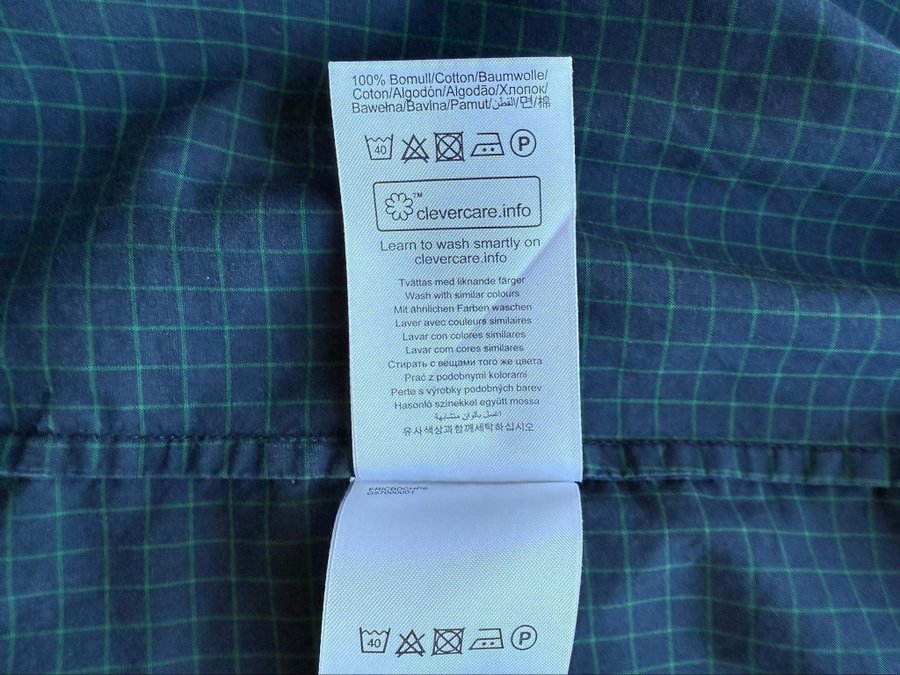 100% Bomull/Cotton/Baumwolle/
Coton/Algodón/Algodão/Хлопок/
Bawełna/Bavlna/Pamut/القطن/면/棉
40 P
™
clevercare.info
Learn to wash smartly on
clevercare.info
Tvättas med liknande färger
Wash with similar colours
Mit ähnlichen Farben waschen
Laver avec couleurs similaires
Lavar con colores similares
Lavar com cores similares
Стирать с вещами того же цвета
Prać z podobnymi kolorami
Perte s výrobky podobných barev
Hasonló színekkel együtt mossa
اغسل بألوان متشابهة
유사색상과함께세탁하십시오
G57000001
40 P